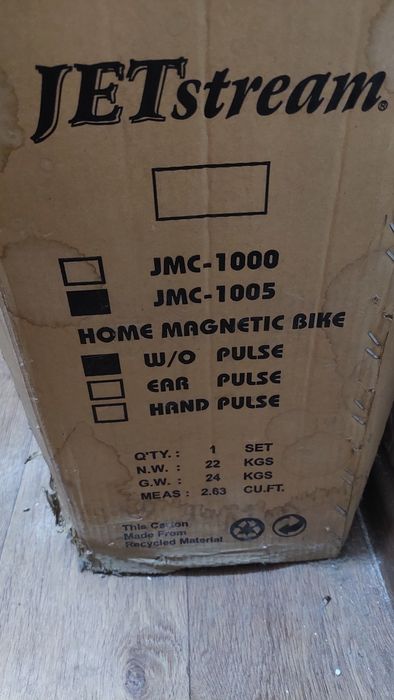 JETstream®
JMC-1000
JMC-1005
HOME MAGNETIC BIKE
W/O PULSE
EAR PULSE
HAND PULSE
Q'TY. : 1 SET
N.W. : 22 KGS
G.W. : 24 KGS
MEAS : 2.63 CU.FT.
This Carton
Made From
Recycled Material